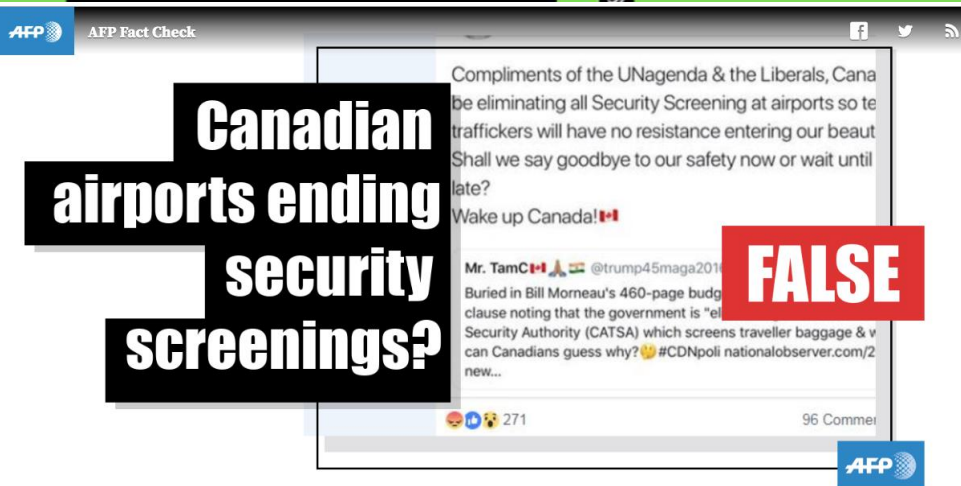 AFP
AFP Fact Check
Canadian
airports ending
security
screenings?
Compliments of the UNagenda & the Liberals, Cana
be eliminating all Security Screening at airports so te
traffickers will have no resistance entering our beaut
Shall we say goodbye to our safety now or wait until
late?
Wake up Canada!🇨🇦
Mr. TamC🇨🇦🙏🇮🇳 @trump45maga201
Buried in Bill Morneau's 460-page budg
clause noting that the government is "el
Security Authority (CATSA) which screens traveller baggage & w
can Canadians guess why?🤔#CDNpoli nationalobserver.com/2
new...
271
96 Commer
FALSE
AFP